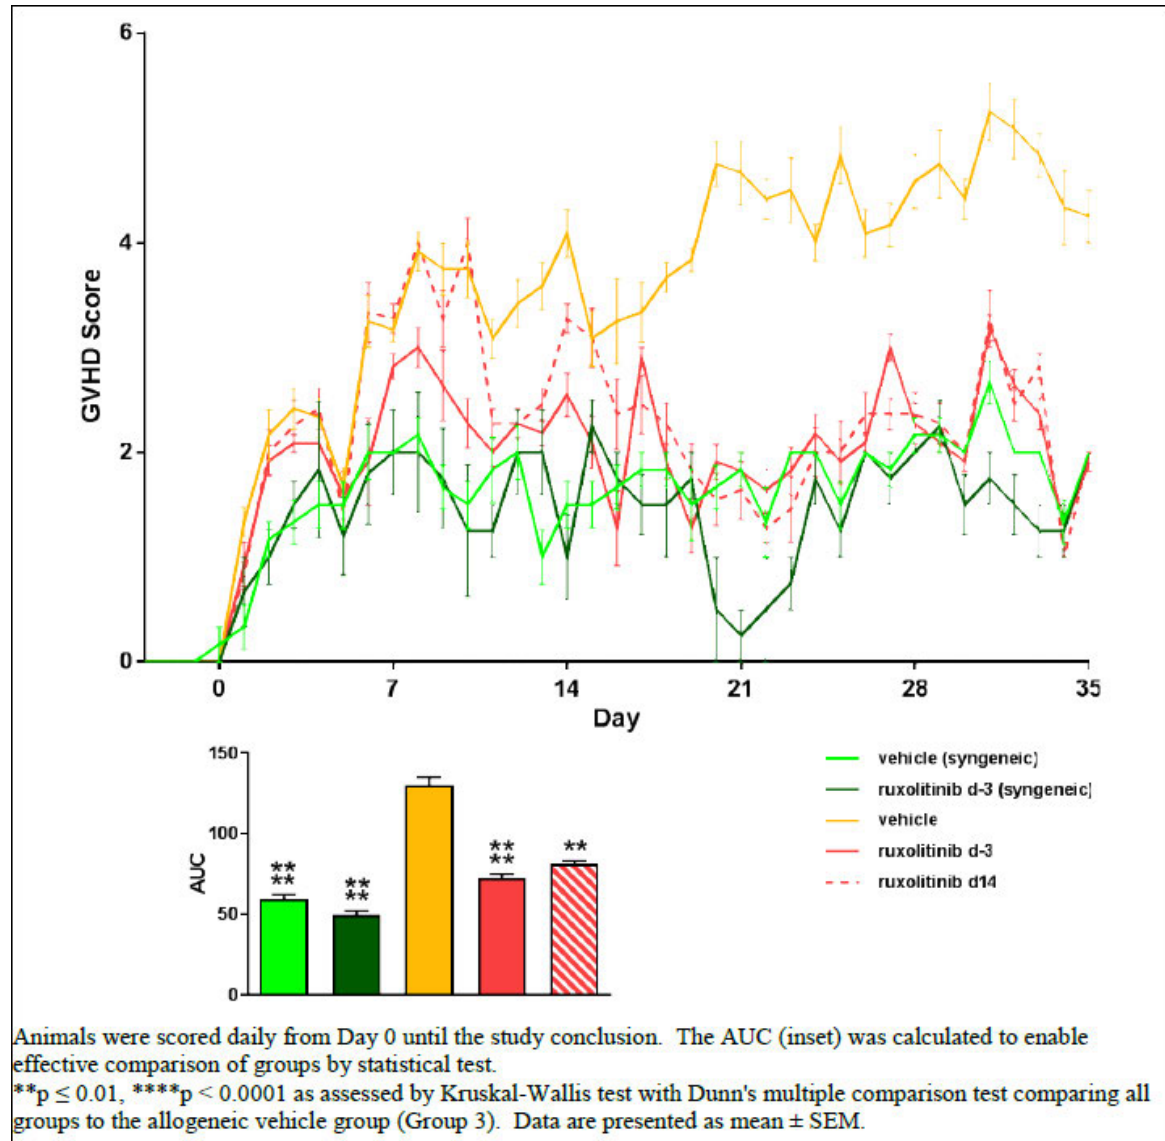 6
4
2
0
GVHD Score
0 7 14 21 28 35
Day
150
100
50
0
AUC
**
**
**
**
**
**
**
vehicle (syngeneic)
ruxolitinib d-3 (syngeneic)
vehicle
ruxolitinib d-3
ruxolitinib d14
Animals were scored daily from Day 0 until the study conclusion. The AUC (inset) was calculated to enable
effective comparison of groups by statistical test.
**p ≤ 0.01, ****p < 0.0001 as assessed by Kruskal-Wallis test with Dunn's multiple comparison test comparing all
groups to the allogeneic vehicle group (Group 3). Data are presented as mean ± SEM.